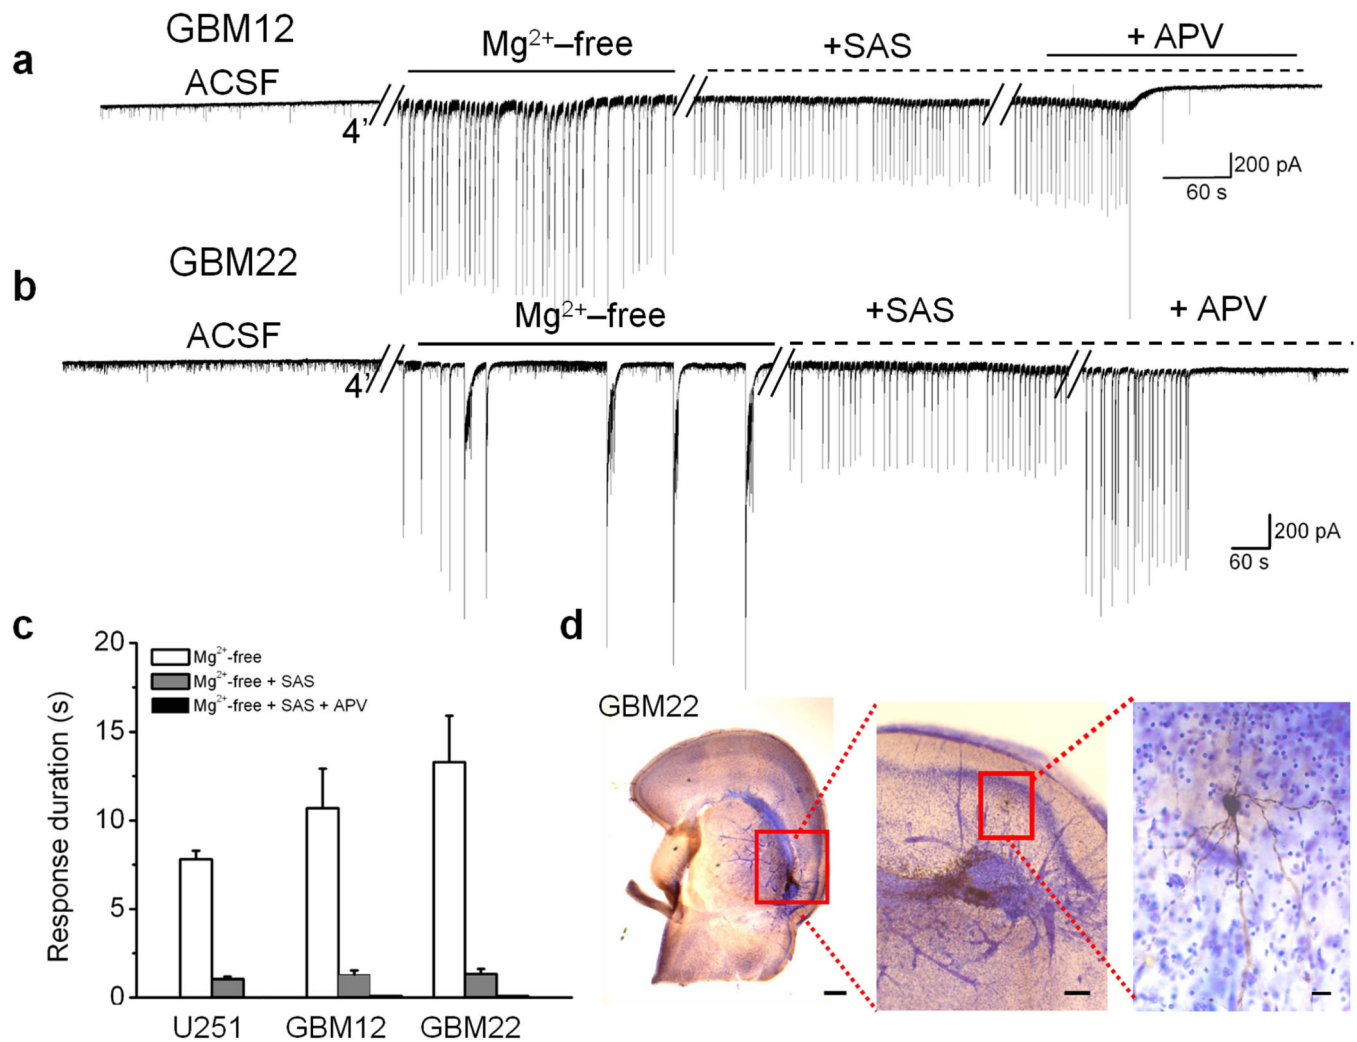 a
GBM12
ACSF
4'
Mg2+–free
+SAS
+ APV
200 pA
60 s
b
GBM22
ACSF
4'
Mg2+–free
+SAS
+ APV
200 pA
60 s
c
Response duration (s)
20
15
10
5
0
Mg2+-free
Mg2+-free + SAS
Mg2+-free + SAS + APV
U251
GBM12
GBM22
d
GBM22